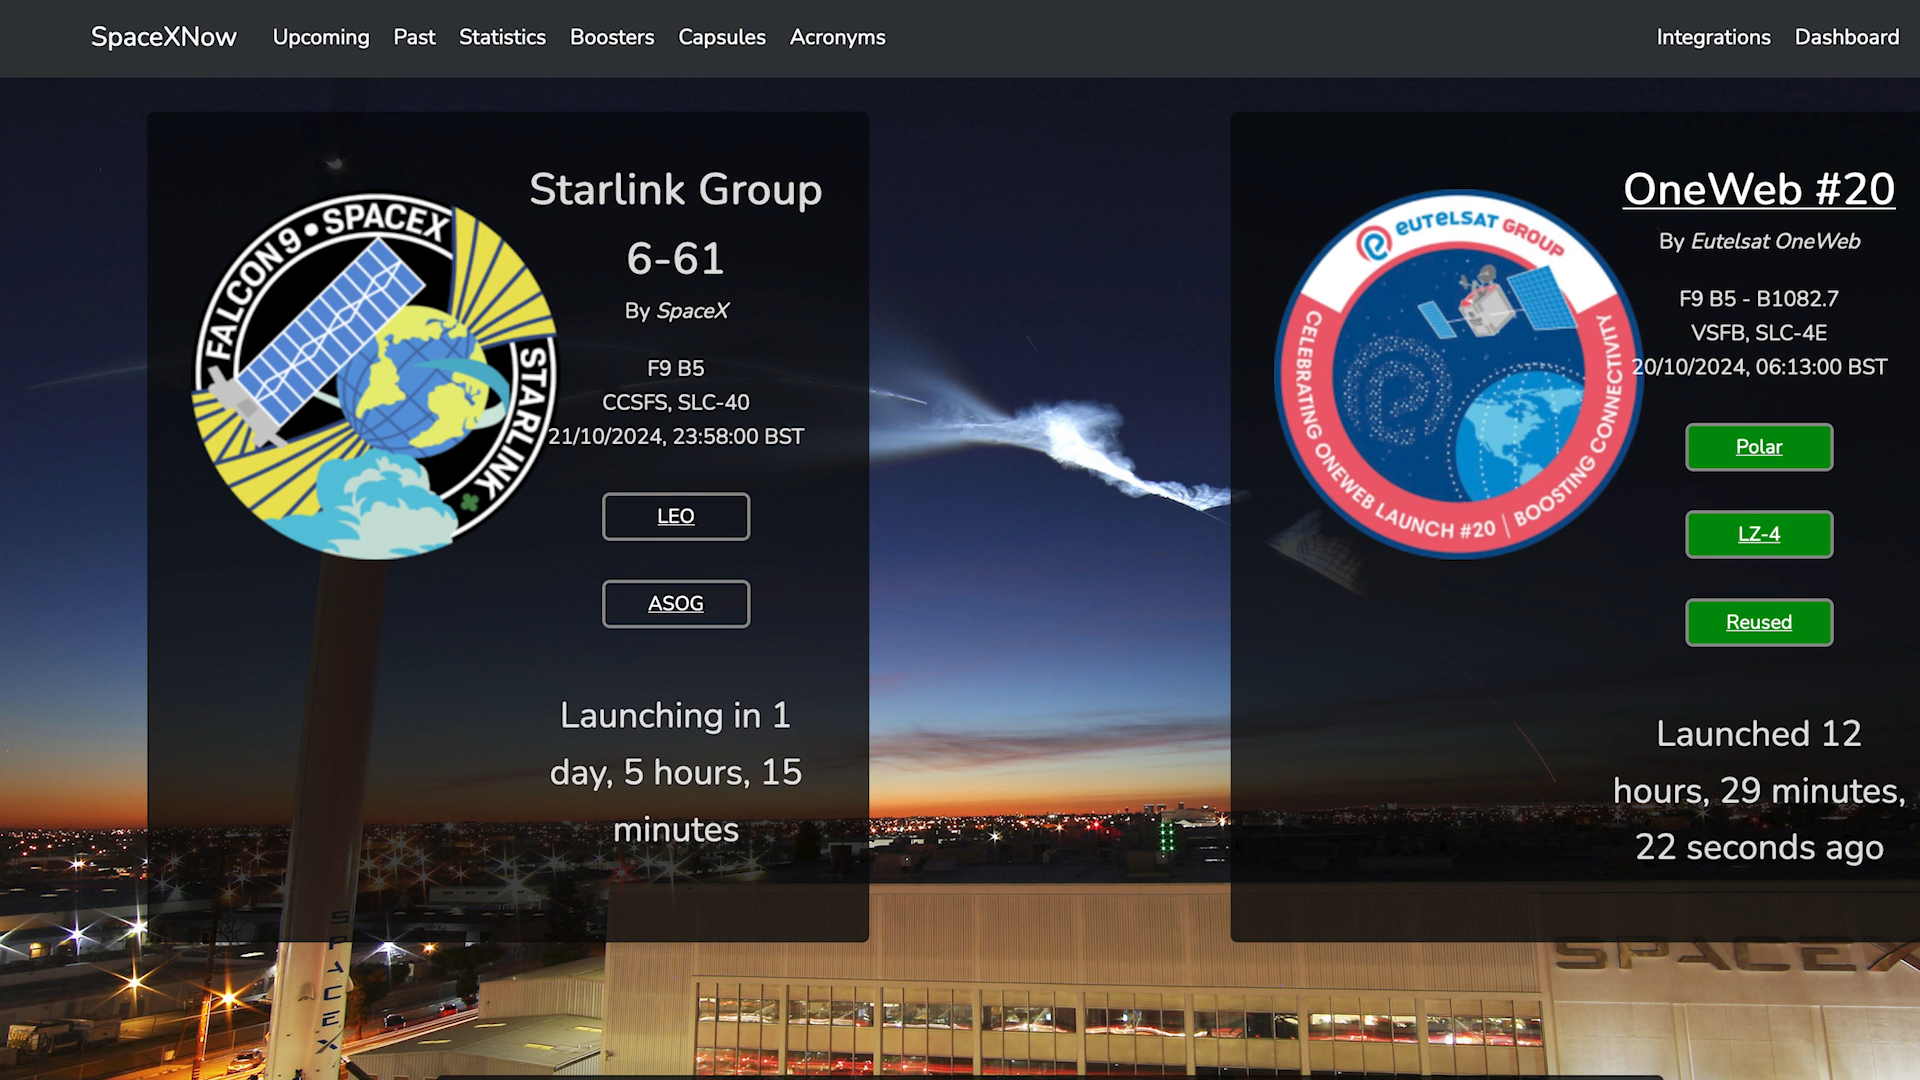 SpaceXNow Upcoming Past Statistics Boosters Capsules Acronyms Integrations Dashboard
FALCON 9 • SPACEX
STARLINK
Starlink Group
6-61
By SpaceX
F9 B5
CCSFS, SLC-40
21/10/2024, 23:58:00 BST
LEO
ASOG
Launching in 1
day, 5 hours, 15
minutes
EUTELSAT GROUP
CELEBRATING ONEWEB LAUNCH #20 | BOOSTING CONNECTIVITY
OneWeb #20
By Eutelsat OneWeb
F9 B5 - B1082.7
VSFB, SLC-4E
20/10/2024, 06:13:00 BST
Polar
LZ-4
Reused
Launched 12
hours, 29 minutes,
22 seconds ago
SPACEX
SPACEX